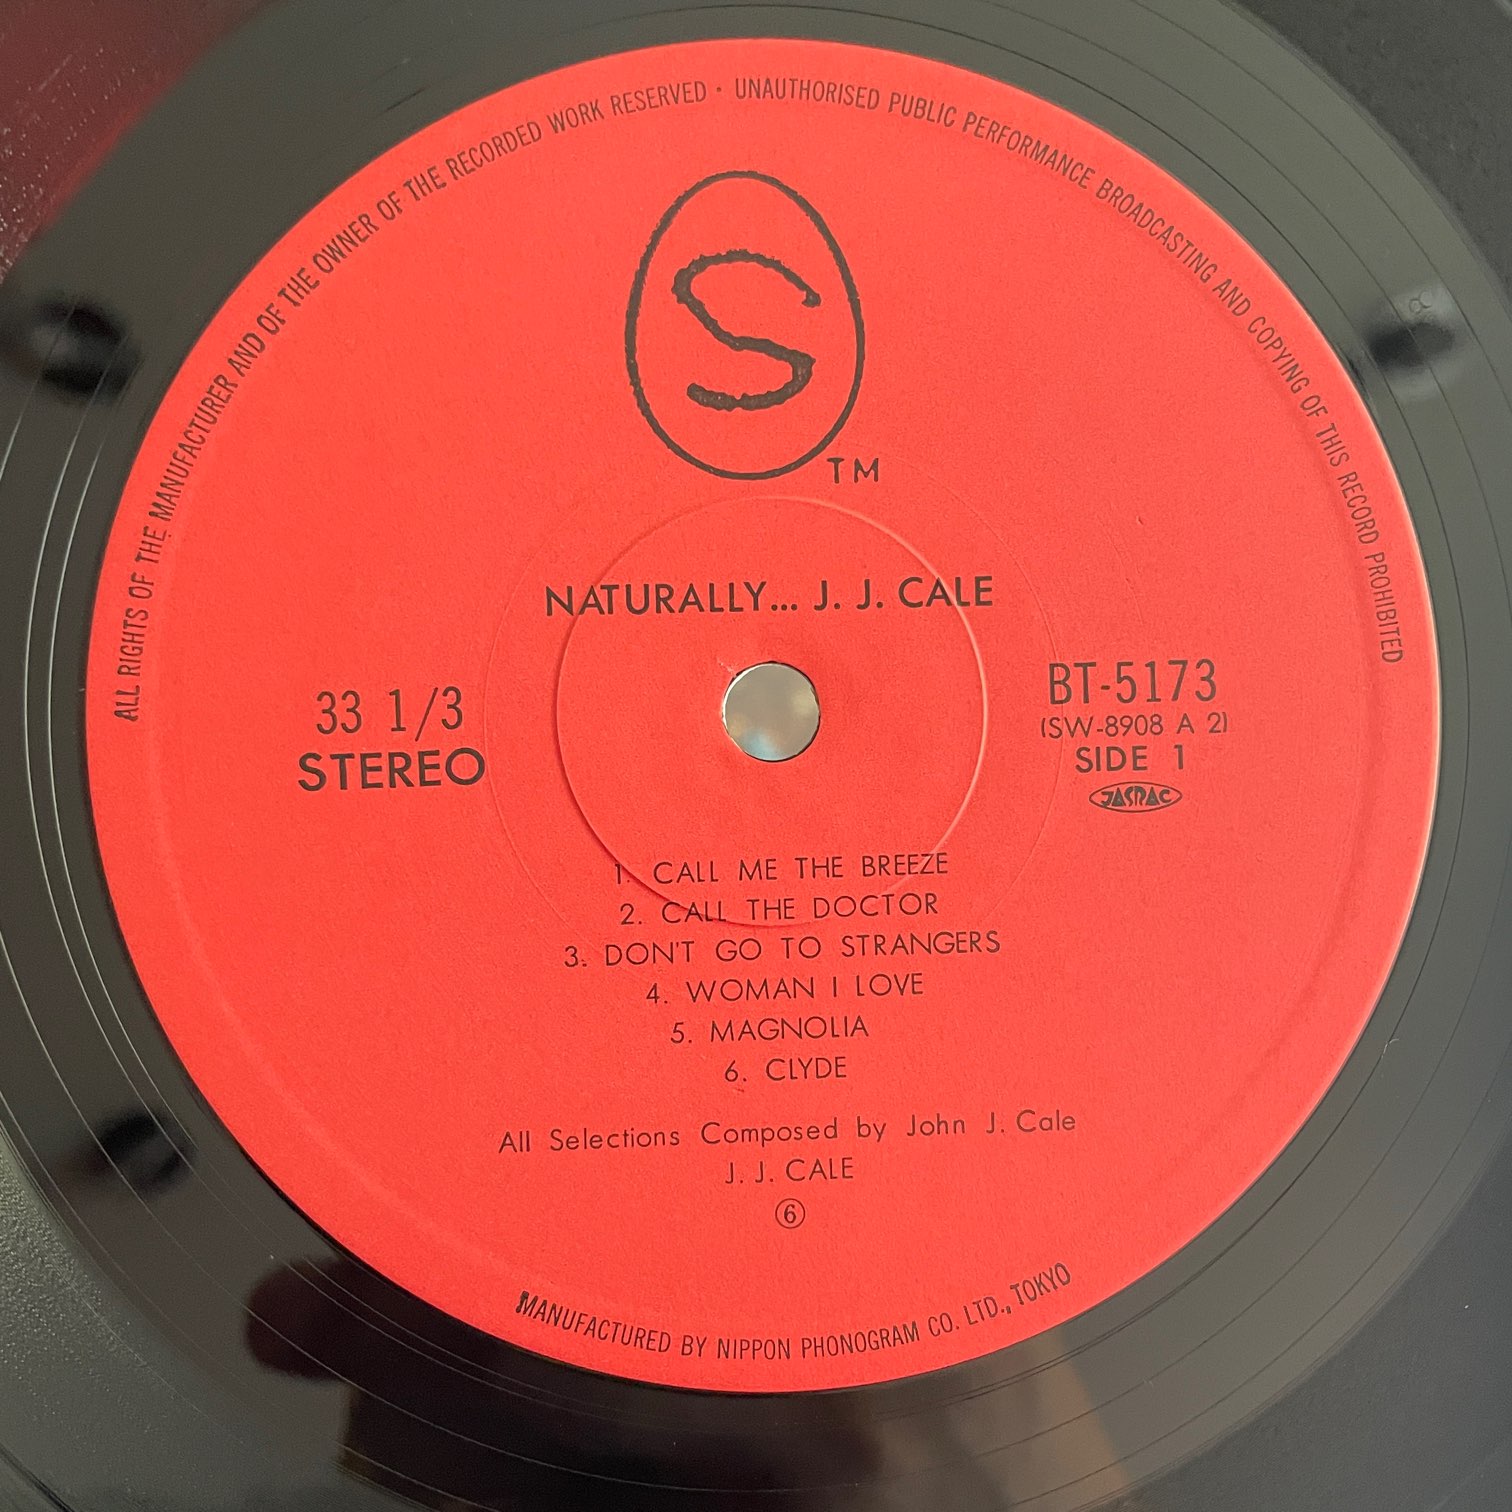 ALL RIGHTS OF THE MANUFACTURER AND OF THE OWNER OF THE RECORDED WORK RESERVED · UNAUTHORISED PUBLIC PERFORMANCE BROADCASTING AND COPYING OF THIS RECORD PROHIBITED
S
TM
NATURALLY... J. J. CALE
33 1/3
STEREO
BT-5173
(SW-8908 A 2)
SIDE 1
JASRAC
1. CALL ME THE BREEZE
2. CALL THE DOCTOR
3. DON'T GO TO STRANGERS
4. WOMAN I LOVE
5. MAGNOLIA
6. CLYDE
All Selections Composed by John J. Cale
J. J. CALE
⑥
MANUFACTURED BY NIPPON PHONOGRAM CO. LTD., TOKYO